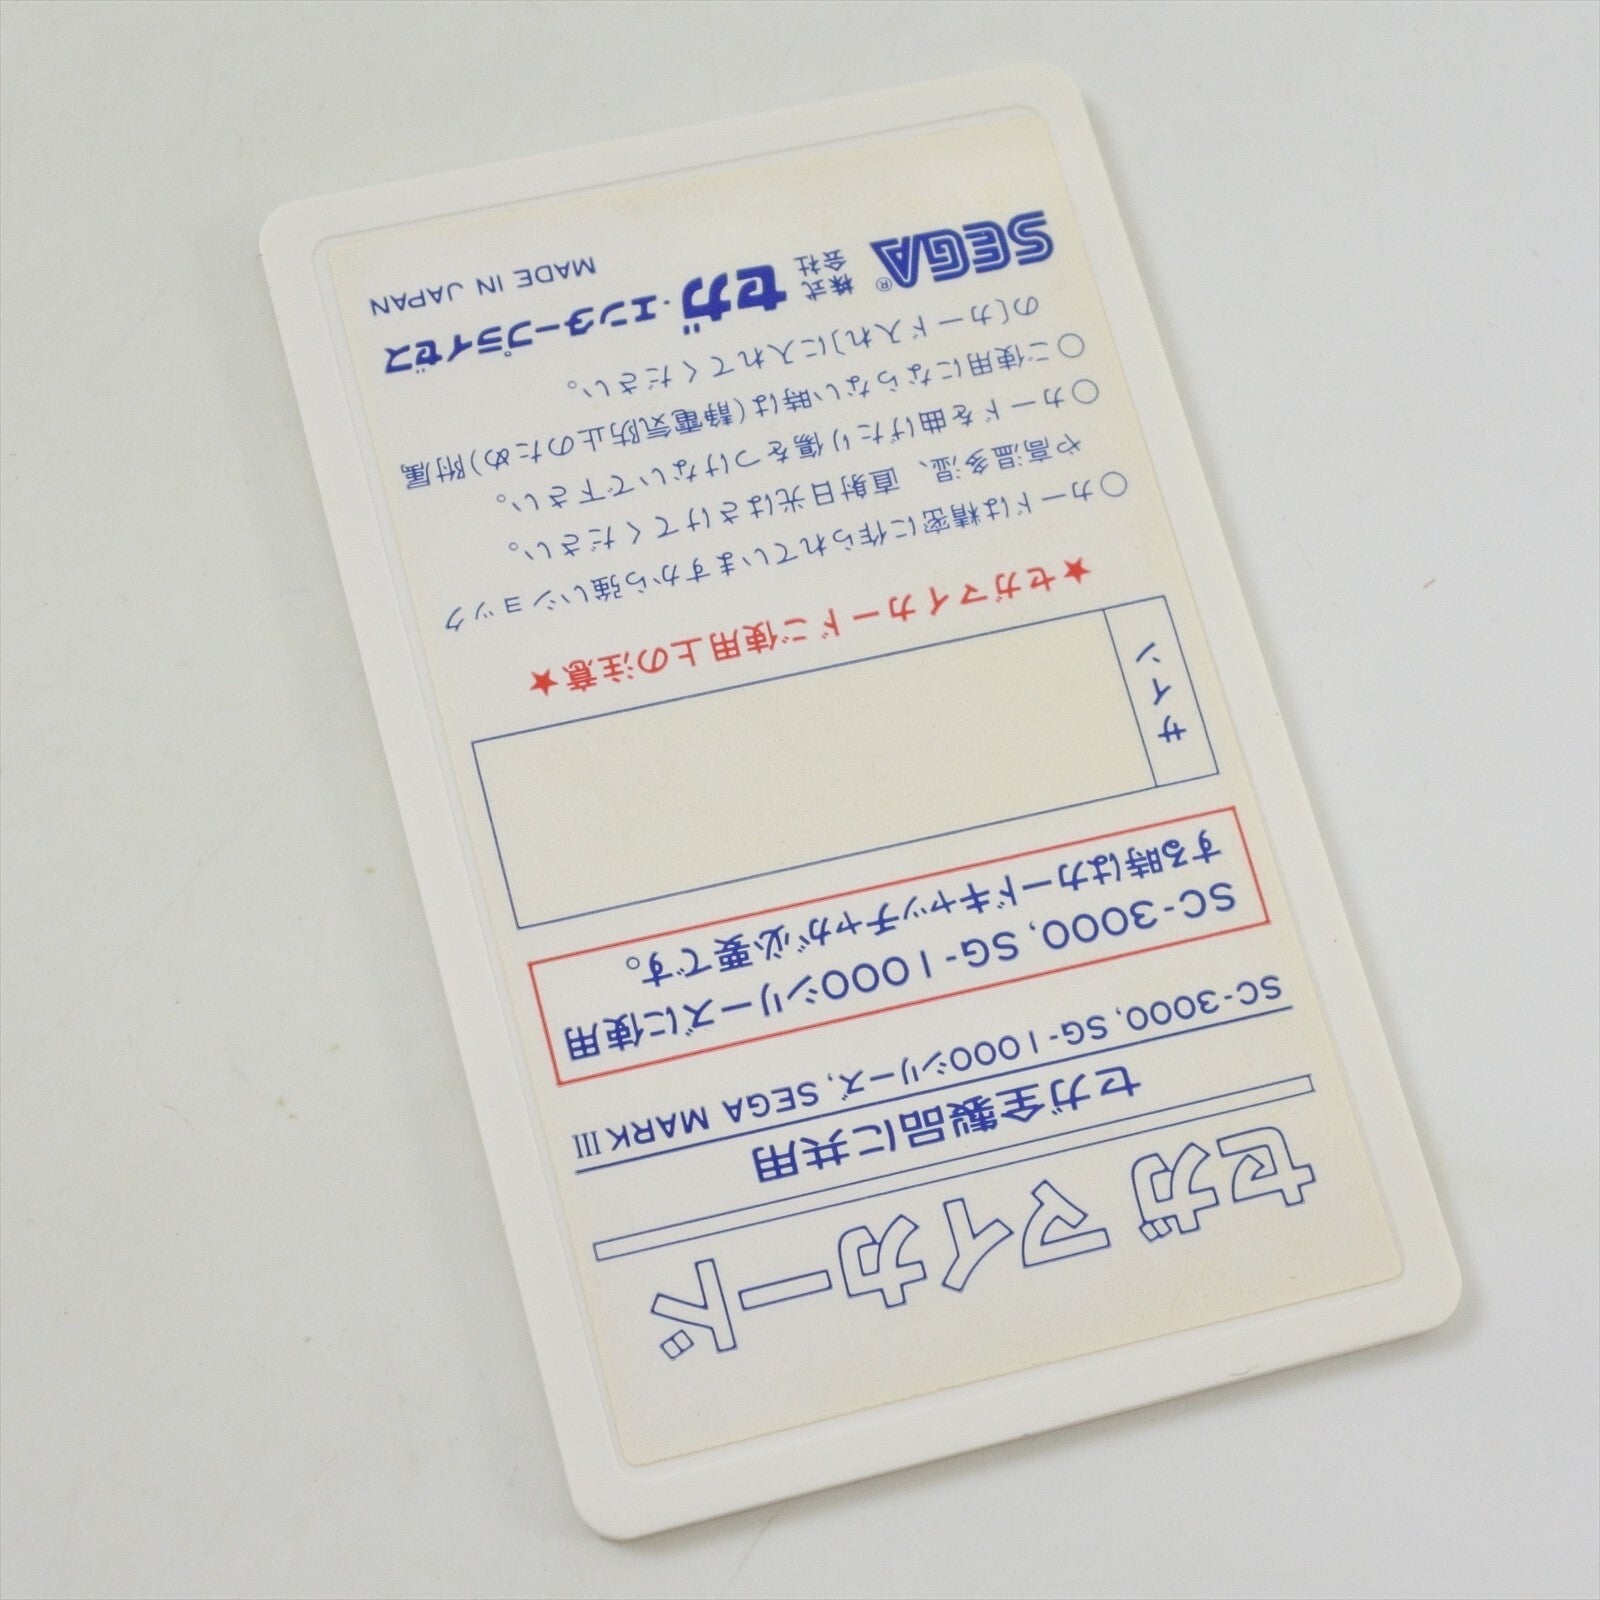 セガ マイカード
セガ全製品に共用
SC-3000, SG-1000シリーズ, SEGA MARKIII
SC-3000, SG-1000シリーズに使用
する時はカードキャッチャが必要です。
サイン
★セガマイカードご使用上の注意★
○カードは精密に作られていますから強いショック
や高温多湿、直射日光はさけてください。
○カードを曲げたり傷をつけないで下さい。
○ご使用にならない時は(静電気防止のため)附属
の(カード入れ)に入れてください。
SEGA® 株式会社 セガ・エンタープライゼス
MADE IN JAPAN